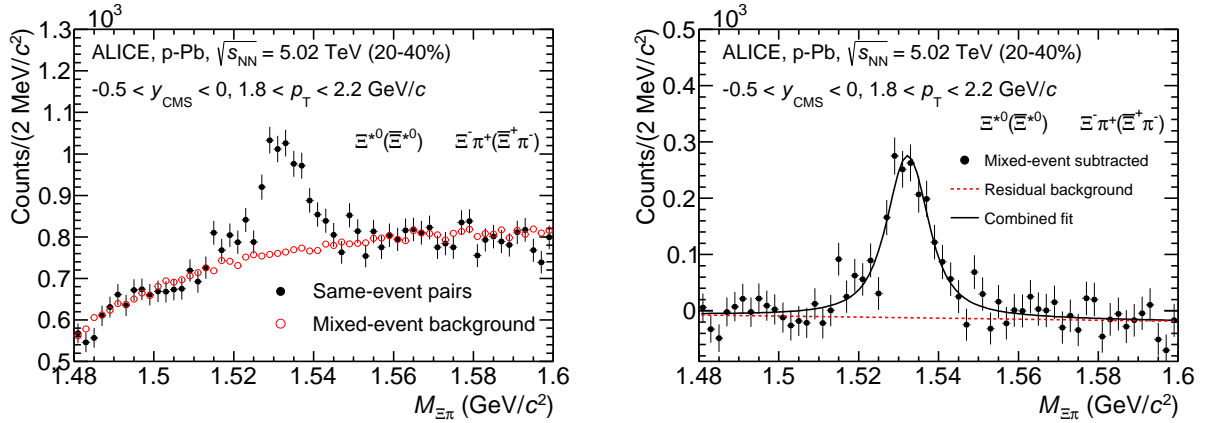 10³
Counts/(2 MeV/c²)
1.3
1.2
1.1
1
0.9
0.8
0.7
0.6
0.5
ALICE, p-Pb, √s_NN = 5.02 TeV (20-40%)
-0.5 < y_CMS < 0, 1.8 < p_T < 2.2 GeV/c
Ξ*⁰(Ξ̅*⁰) Ξ⁻π⁺(Ξ̅⁺π⁻)
Same-event pairs
Mixed-event background
1.48 1.5 1.52 1.54 1.56 1.58 1.6
M_Ξπ (GeV/c²)
10³
Counts/(2 MeV/c²)
0.5
0.4
0.3
0.2
0.1
0
ALICE, p-Pb, √s_NN = 5.02 TeV (20-40%)
-0.5 < y_CMS < 0, 1.8 < p_T < 2.2 GeV/c
Ξ*⁰(Ξ̅*⁰) Ξ⁻π⁺(Ξ̅⁺π⁻)
Mixed-event subtracted
Residual background
Combined fit
1.48 1.5 1.52 1.54 1.56 1.58 1.6
M_Ξπ (GeV/c²)